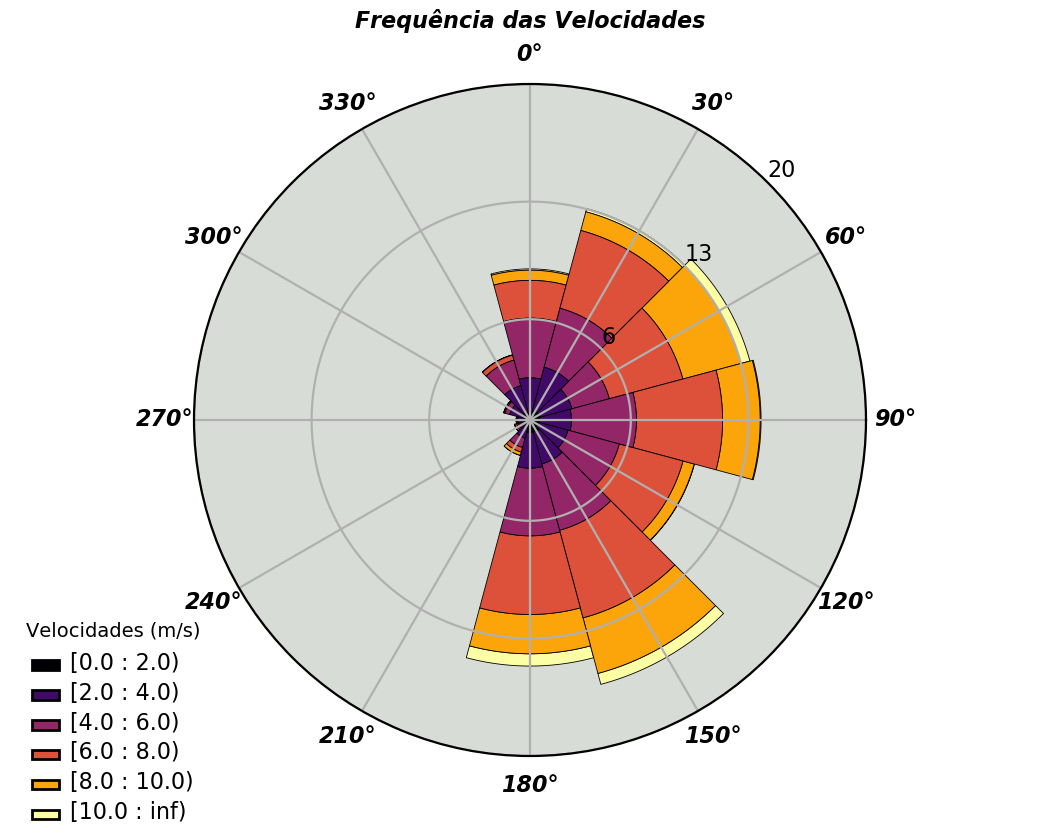 Frequência das Velocidades
0°
330°
30°
20
300°
60°
13
6
270°
90°
240°
120°
210°
150°
180°
Velocidades (m/s)
[0.0 : 2.0)
[2.0 : 4.0)
[4.0 : 6.0)
[6.0 : 8.0)
[8.0 : 10.0)
[10.0 : inf)